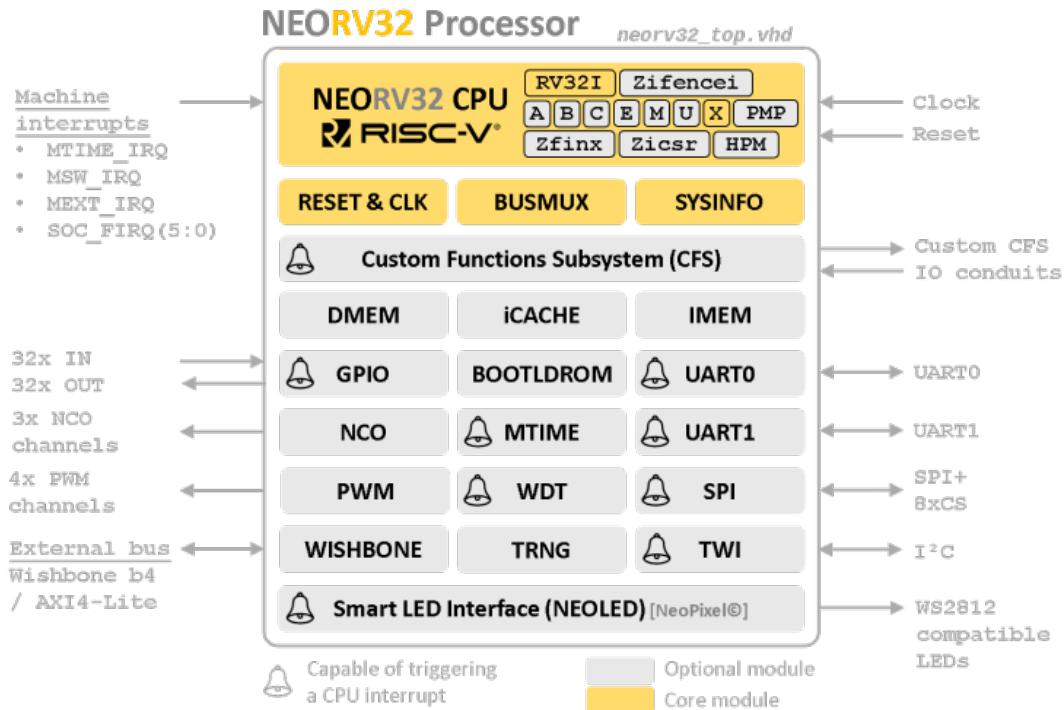 NEORV32 Processor
neorv32_top.vhd
Machine
interrupts
• MTIME_IRQ
• MSW_IRQ
• MEXT_IRQ
• SOC_FIRQ(5:0)
NEORV32 CPU
RISC-V®
RV32I Zifencei
A B C E M U X PMP
Zfinx Zicsr HPM
Clock
Reset
RESET & CLK BUSMUX SYSINFO
Custom Functions Subsystem (CFS)
Custom CFS
IO conduits
DMEM iCACHE IMEM
32x IN
32x OUT
GPIO BOOTLDROM UART0
UART0
3x NCO
channels
NCO MTIME UART1
UART1
4x PWM
channels
PWM WDT SPI
SPI+
8xCS
External bus
Wishbone b4
/ AXI4-Lite
WISHBONE TRNG TWI
I²C
Smart LED Interface (NEOLED) [NeoPixel©]
WS2812
compatible
LEDs
Capable of triggering
a CPU interrupt
Optional module
Core module